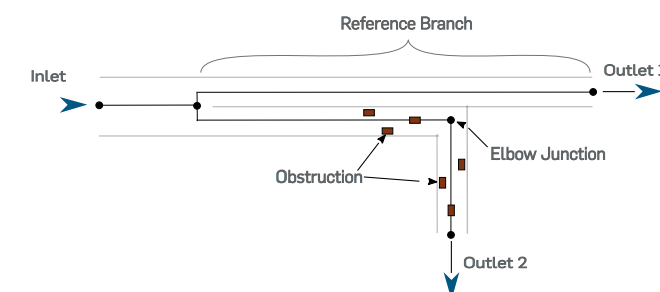 Reference Branch
Inlet
Outlet 1
Elbow Junction
Obstruction
Outlet 2